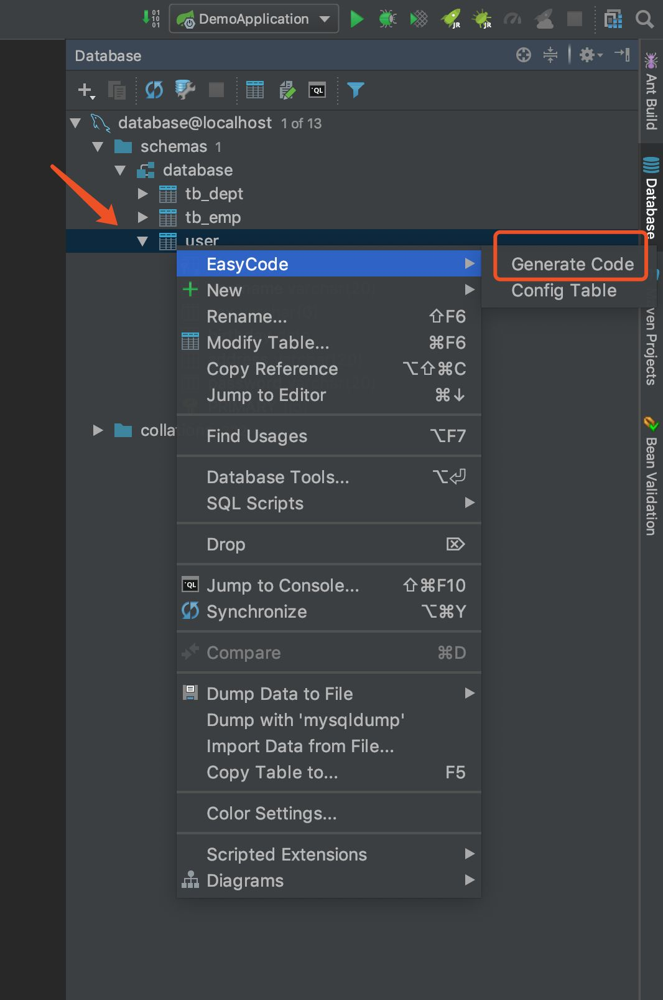 DemoApplication
Database
database@localhost 1 of 13
schemas 1
database
tb_dept
tb_emp
user
EasyCode
Generate Code
New
Config Table
Rename... ⇧F6
Modify Table... ⌘F6
Copy Reference ⌥⇧⌘C
Jump to Editor ⌘↓
Find Usages ⌥F7
Database Tools... ⌥⏎
SQL Scripts
Drop ⌦
Jump to Console... ⇧⌘F10
Synchronize ⌥⌘Y
Compare ⌘D
Dump Data to File
Dump with 'mysqldump'
Import Data from File...
Copy Table to... F5
Color Settings...
Scripted Extensions
Diagrams
Ant Build
Database
Projects
Bean Validation